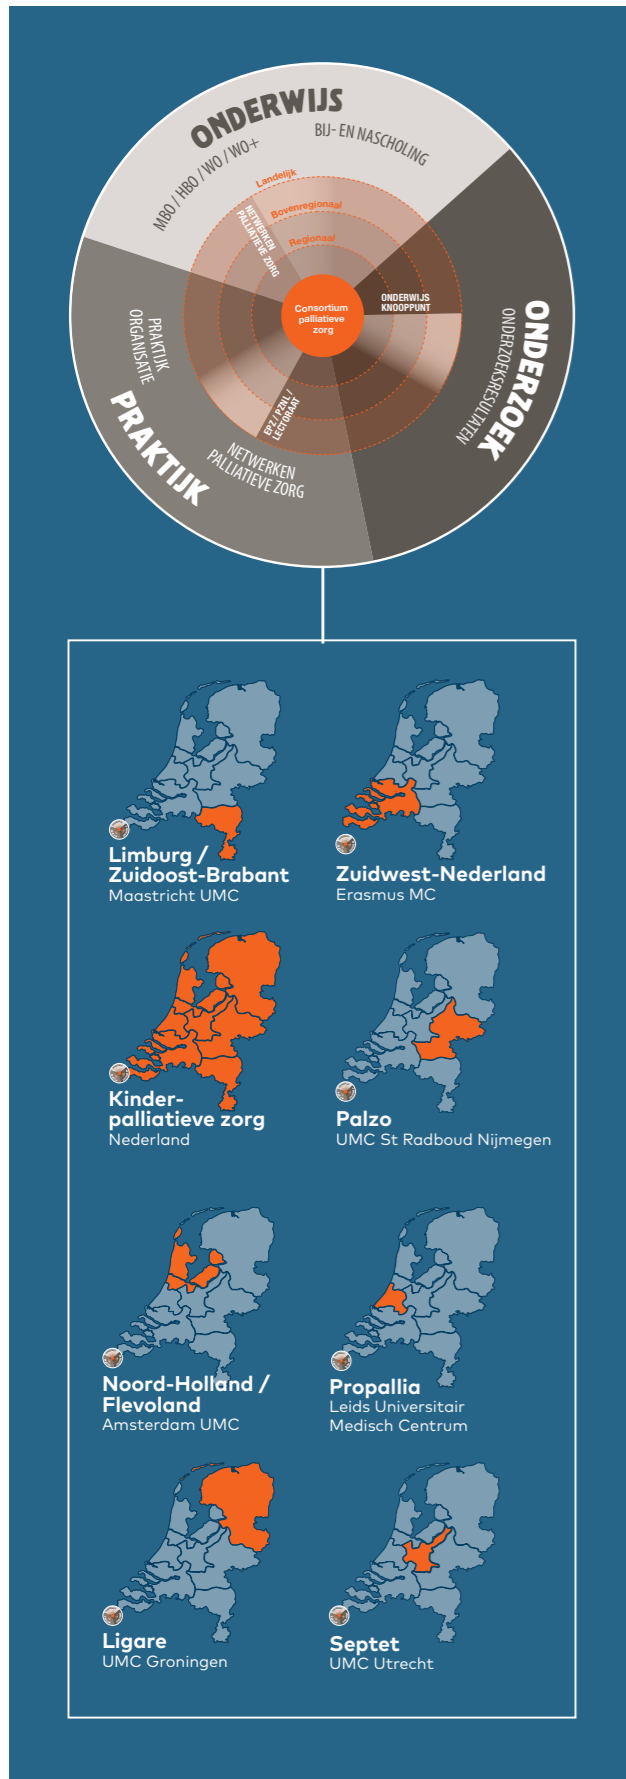 ONDERWIJS
MBO / HBO / WO / WO+
BIJ- EN NASCHOLING
Landelijk
Bovenregionaal
Regionaal
NETWERKEN
PALLIATIEVE ZORG
Consortium
palliatieve
zorg
ONDERWIJS
KNOOPPUNT
ONDERZOEK
ONDERZOEKSRESULTATEN
PRAKTIJK
ORGANISATIE
PRAKTIJK
EPZ / PZNL /
LECTORAAT
NETWERKEN
PALLIATIEVE ZORG
Limburg /
Zuidoost-Brabant
Maastricht UMC
Zuidwest-Nederland
Erasmus MC
Kinder-
palliatieve zorg
Nederland
Palzo
UMC St Radboud Nijmegen
Noord-Holland /
Flevoland
Amsterdam UMC
Propallia
Leids Universitair
Medisch Centrum
Ligare
UMC Groningen
Septet
UMC Utrecht